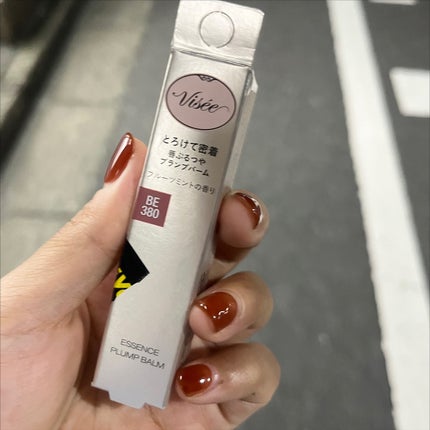 Visée
とろけて密着
唇ぷるつや
プランプバーム
フルーツミントの香り
BE
380
ESSENCE
PLUMP BALM